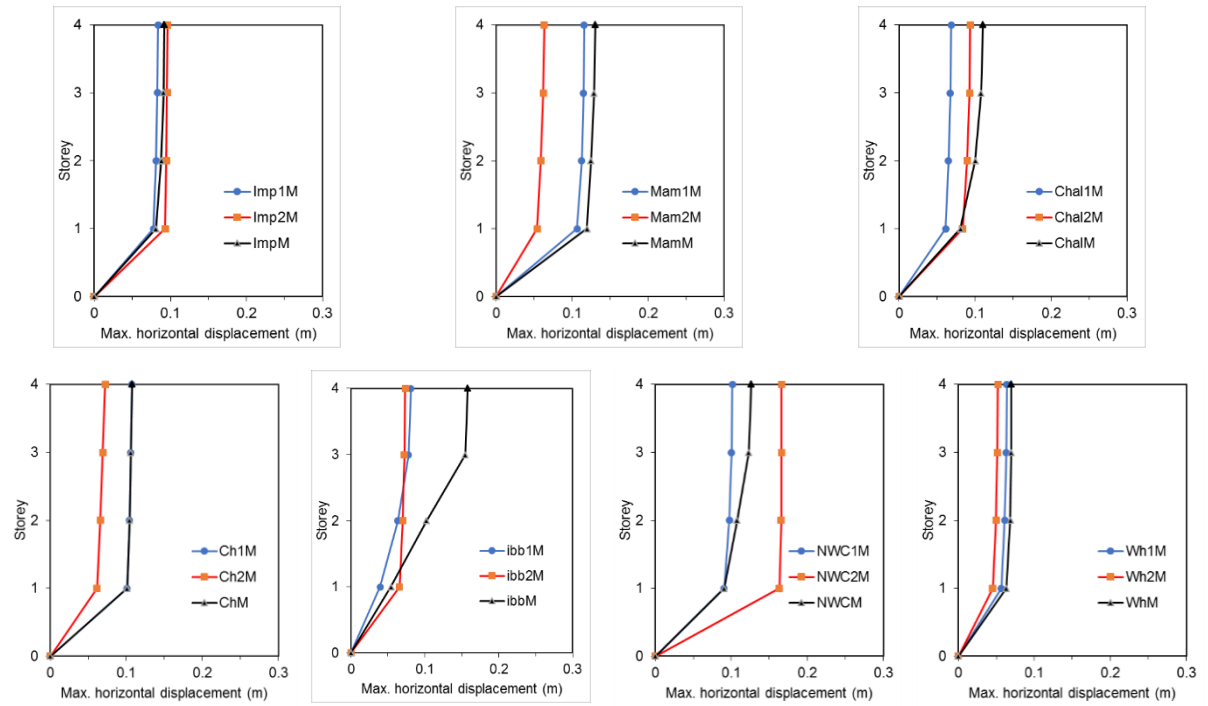 4
3
2
1
0
Storey
Imp1M
Imp2M
ImpM
0
0.1
0.2
0.3
Max. horizontal displacement (m)
4
3
2
1
0
Storey
Mam1M
Mam2M
MamM
0
0.1
0.2
0.3
Max. horizontal displacement (m)
4
3
2
1
0
Storey
Chal1M
Chal2M
ChalM
0
0.1
0.2
0.3
Max. horizontal displacement (m)
4
3
2
1
0
Storey
Ch1M
Ch2M
ChM
0
0.1
0.2
0.3
Max. horizontal displacement (m)
4
3
2
1
0
Storey
ibb1M
ibb2M
ibbM
0
0.1
0.2
0.3
Max. horizontal displacement (m)
4
3
2
1
0
Storey
NWC1M
NWC2M
NWCM
0
0.1
0.2
0.3
Max. horizontal displacement (m)
4
3
2
1
0
Storey
Wh1M
Wh2M
WhM
0
0.1
0.2
0.3
Max. horizontal displacement (m)